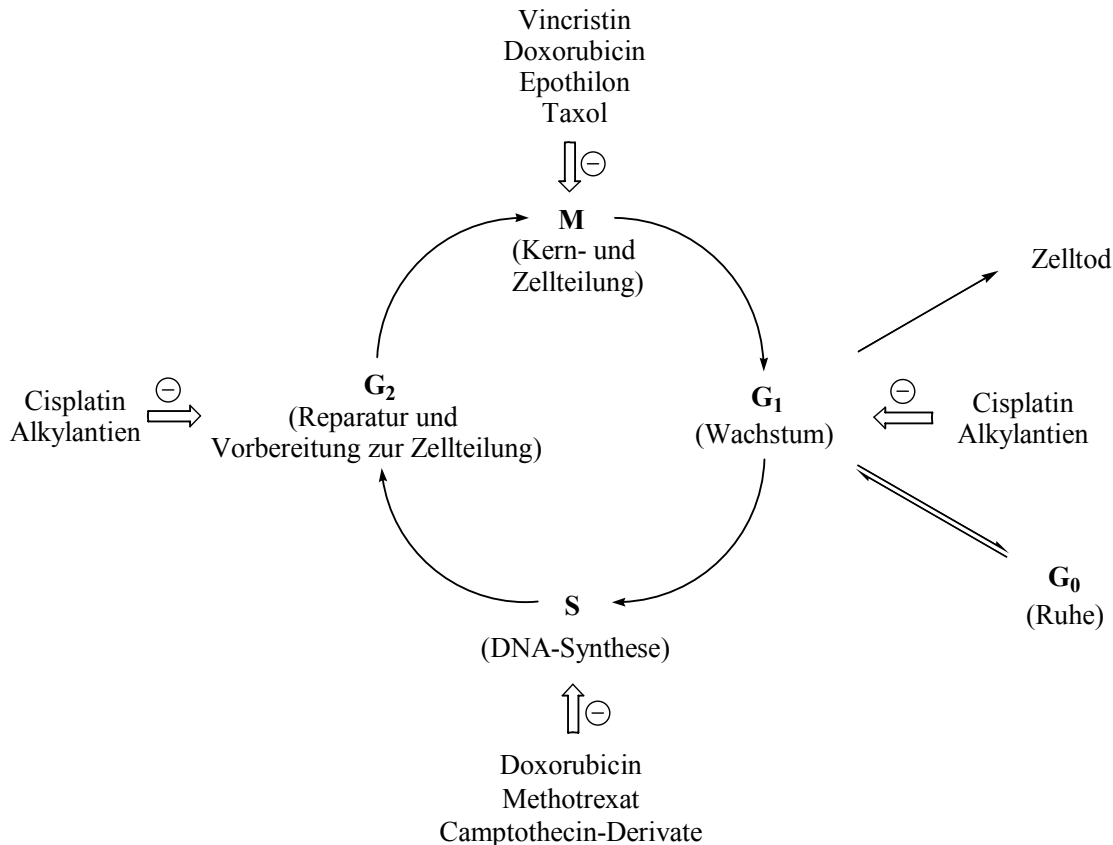 Vincristin
Doxorubicin
Epothilon
Taxol
−
M
(Kern- und
Zellteilung)
Zelltod
Cisplatin
Alkylantien
−
G₂
(Reparatur und
Vorbereitung zur Zellteilung)
G₁
(Wachstum)
−
Cisplatin
Alkylantien
G₀
(Ruhe)
S
(DNA-Synthese)
−
Doxorubicin
Methotrexat
Camptothecin-Derivate